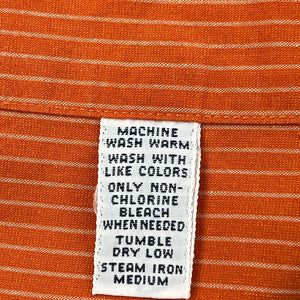 MACHINE
WASH WARM
WASH WITH
LIKE COLORS
ONLY NON-
CHLORINE
BLEACH
WHEN NEEDED
TUMBLE
DRY LOW
STEAM IRON
MEDIUM